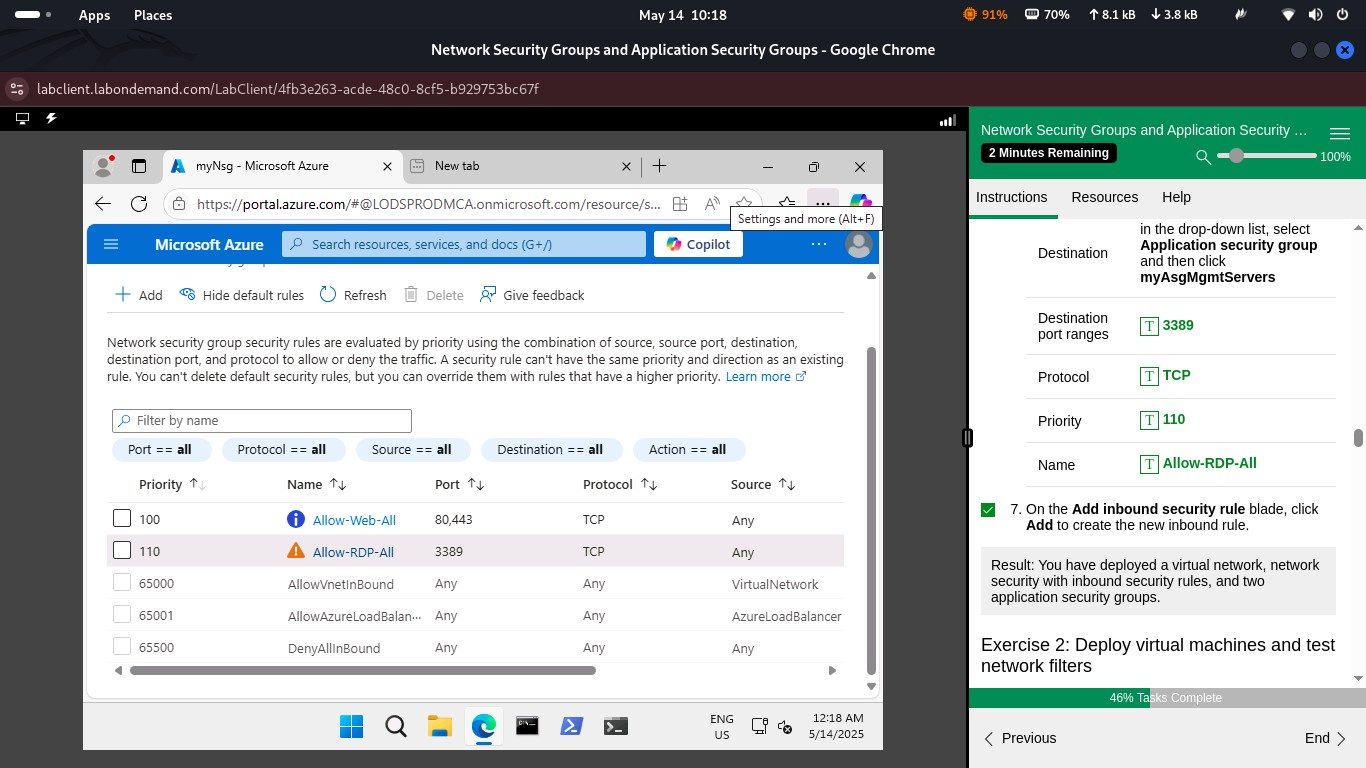 Apps Places May 14 10:18 91% 70% 8.1 kB 3.8 kB
Network Security Groups and Application Security Groups - Google Chrome
labclient.labondemand.com/LabClient/4fb3e263-acde-48c0-8cf5-b929753bc67f
myNsg - Microsoft Azure New tab
https://portal.azure.com/#@LODSPRODMCA.onmicrosoft.com/resource/s...
Settings and more (Alt+F)
Microsoft Azure Search resources, services, and docs (G+/) Copilot
Add Hide default rules Refresh Delete Give feedback
Network security group security rules are evaluated by priority using the combination of source, source port, destination,
destination port, and protocol to allow or deny the traffic. A security rule can't have the same priority and direction as an existing
rule. You can't delete default security rules, but you can override them with rules that have a higher priority. Learn more
Filter by name
Port == all Protocol == all Source == all Destination == all Action == all
Priority Name Port Protocol Source
100 Allow-Web-All 80,443 TCP Any
110 Allow-RDP-All 3389 TCP Any
65000 AllowVnetInBound Any Any VirtualNetwork
65001 AllowAzureLoadBalan... Any Any AzureLoadBalancer
65500 DenyAllInBound Any Any Any
ENG
US
12:18 AM
5/14/2025
Network Security Groups and Application Security ...
2 Minutes Remaining
100%
Instructions Resources Help
Destination
in the drop-down list, select
Application security group
and then click
myAsgMgmtServers
Destination
port ranges
T 3389
Protocol T TCP
Priority T 110
Name T Allow-RDP-All
7. On the Add inbound security rule blade, click
Add to create the new inbound rule.
Result: You have deployed a virtual network, network
security with inbound security rules, and two
application security groups.
Exercise 2: Deploy virtual machines and test
network filters
46% Tasks Complete
Previous End